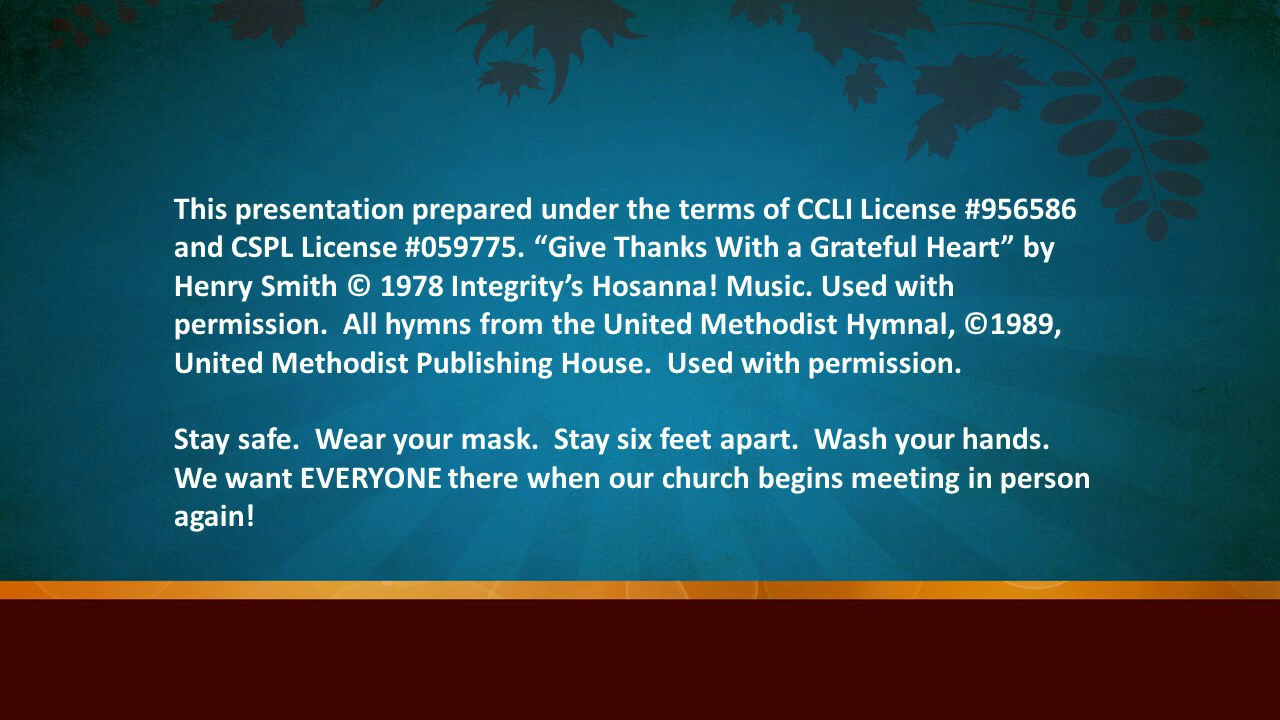 This presentation prepared under the terms of CCLI License #956586
and CSPL License #059775. “Give Thanks With a Grateful Heart” by
Henry Smith © 1978 Integrity’s Hosanna! Music. Used with
permission.  All hymns from the United Methodist Hymnal, ©1989,
United Methodist Publishing House.  Used with permission.
Stay safe.  Wear your mask.  Stay six feet apart.  Wash your hands.
We want EVERYONE there when our church begins meeting in person
again!